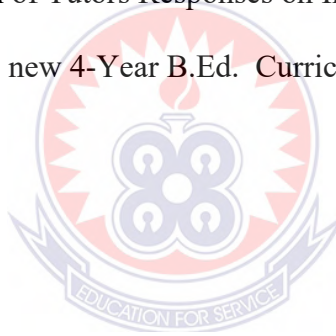 of Tutors Responses on
new 4-Year B.Ed. Curric
EDUCATION FOR SERVICE